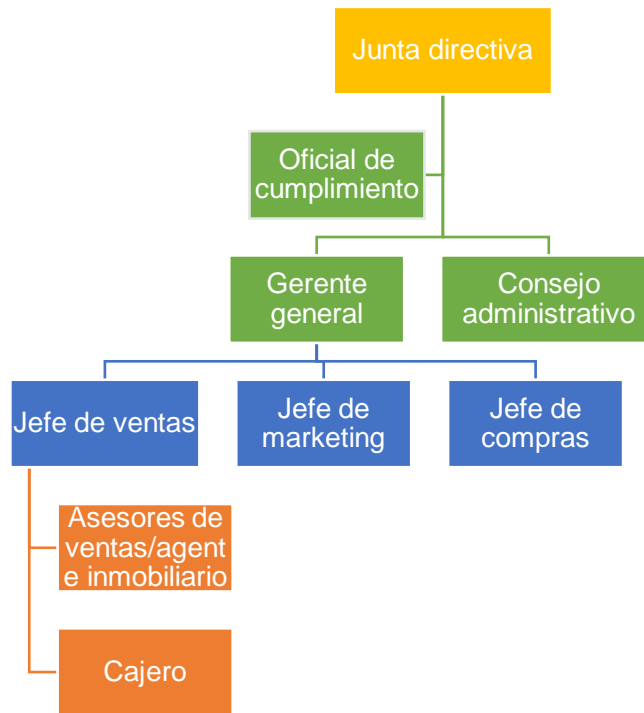 Junta directiva
Oficial de
cumplimiento
Gerente
general
Consejo
administrativo
Jefe de ventas
Jefe de
marketing
Jefe de
compras
Asesores de
ventas/agent
e inmobiliario
Cajero